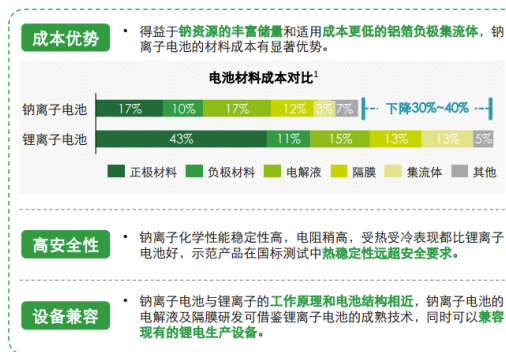 成本优势
• 得益于钠资源的丰富储量和适用成本更低的铝箔负极集流体，钠
离子电池的材料成本有显著优势。
电池材料成本对比1
钠离子电池 17% 10% 17% 12% 3% 7% 下降30%~40%
锂离子电池 43% 11% 15% 13% 13% 5%
正极材料 负极材料 电解液 隔膜 集流体 其他
高安全性
• 钠离子化学性能稳定性高，电阻稍高，受热受冷表现都比锂离子
电池好，示范产品在国标测试中热稳定性远超安全要求。
设备兼容
• 钠离子电池与锂离子的工作原理和电池结构相近，钠离子电池的
电解液及隔膜研发可借鉴锂离子电池的成熟技术，同时可以兼容
现有的锂电生产设备。